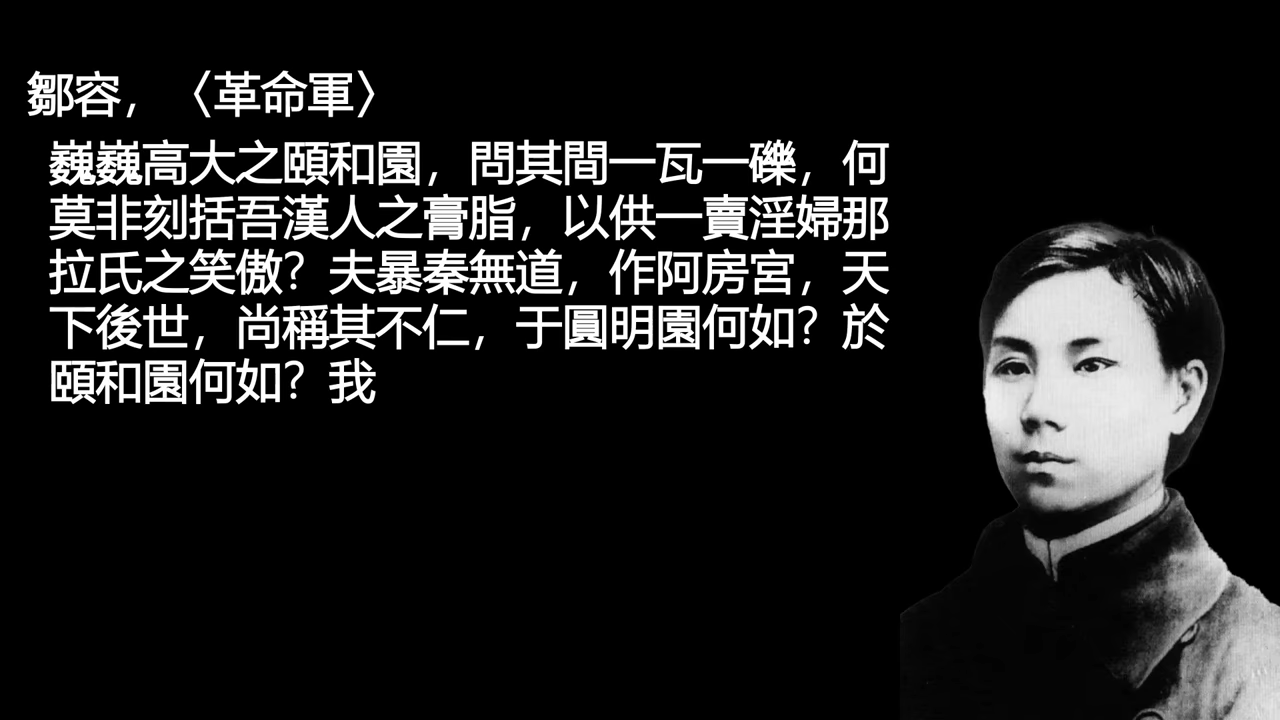 鄒容，〈革命軍〉
巍巍高大之頤和園，問其間一瓦一礫，何
莫非刻括吾漢人之膏脂，以供一賣淫婦那
拉氏之笑傲？夫暴秦無道，作阿房宮，天
下後世，尚稱其不仁，于圓明園何如？於
頤和園何如？我